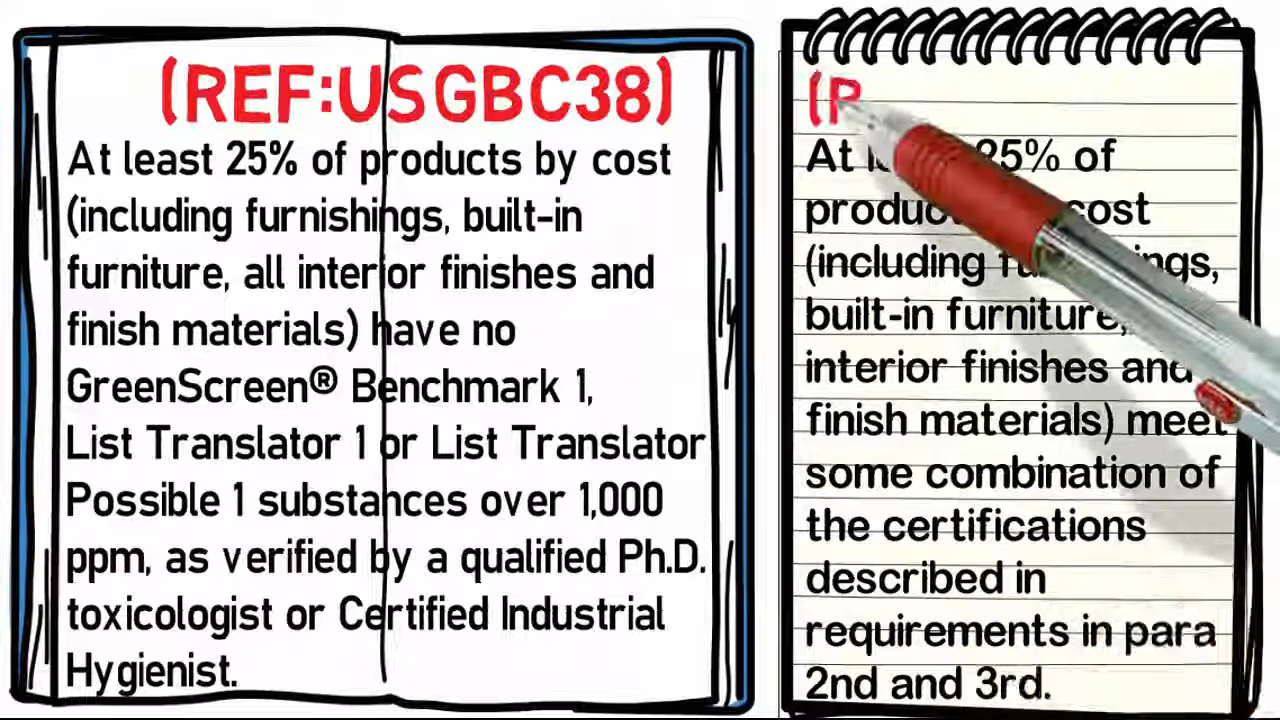 (REF:USGBC38)
At least 25% of products by cost
(including furnishings, built-in
furniture, all interior finishes and
finish materials) have no
GreenScreen® Benchmark 1,
List Translator 1 or List Translator
Possible 1 substances over 1,000
ppm, as verified by a qualified Ph.D.
toxicologist or Certified Industrial
Hygienist.
(R
At 25% of
cost
(including
built-in furniture,
interior finishes and
finish materials) meet
some combination of
the certifications
described in
requirements in para
2nd and 3rd.